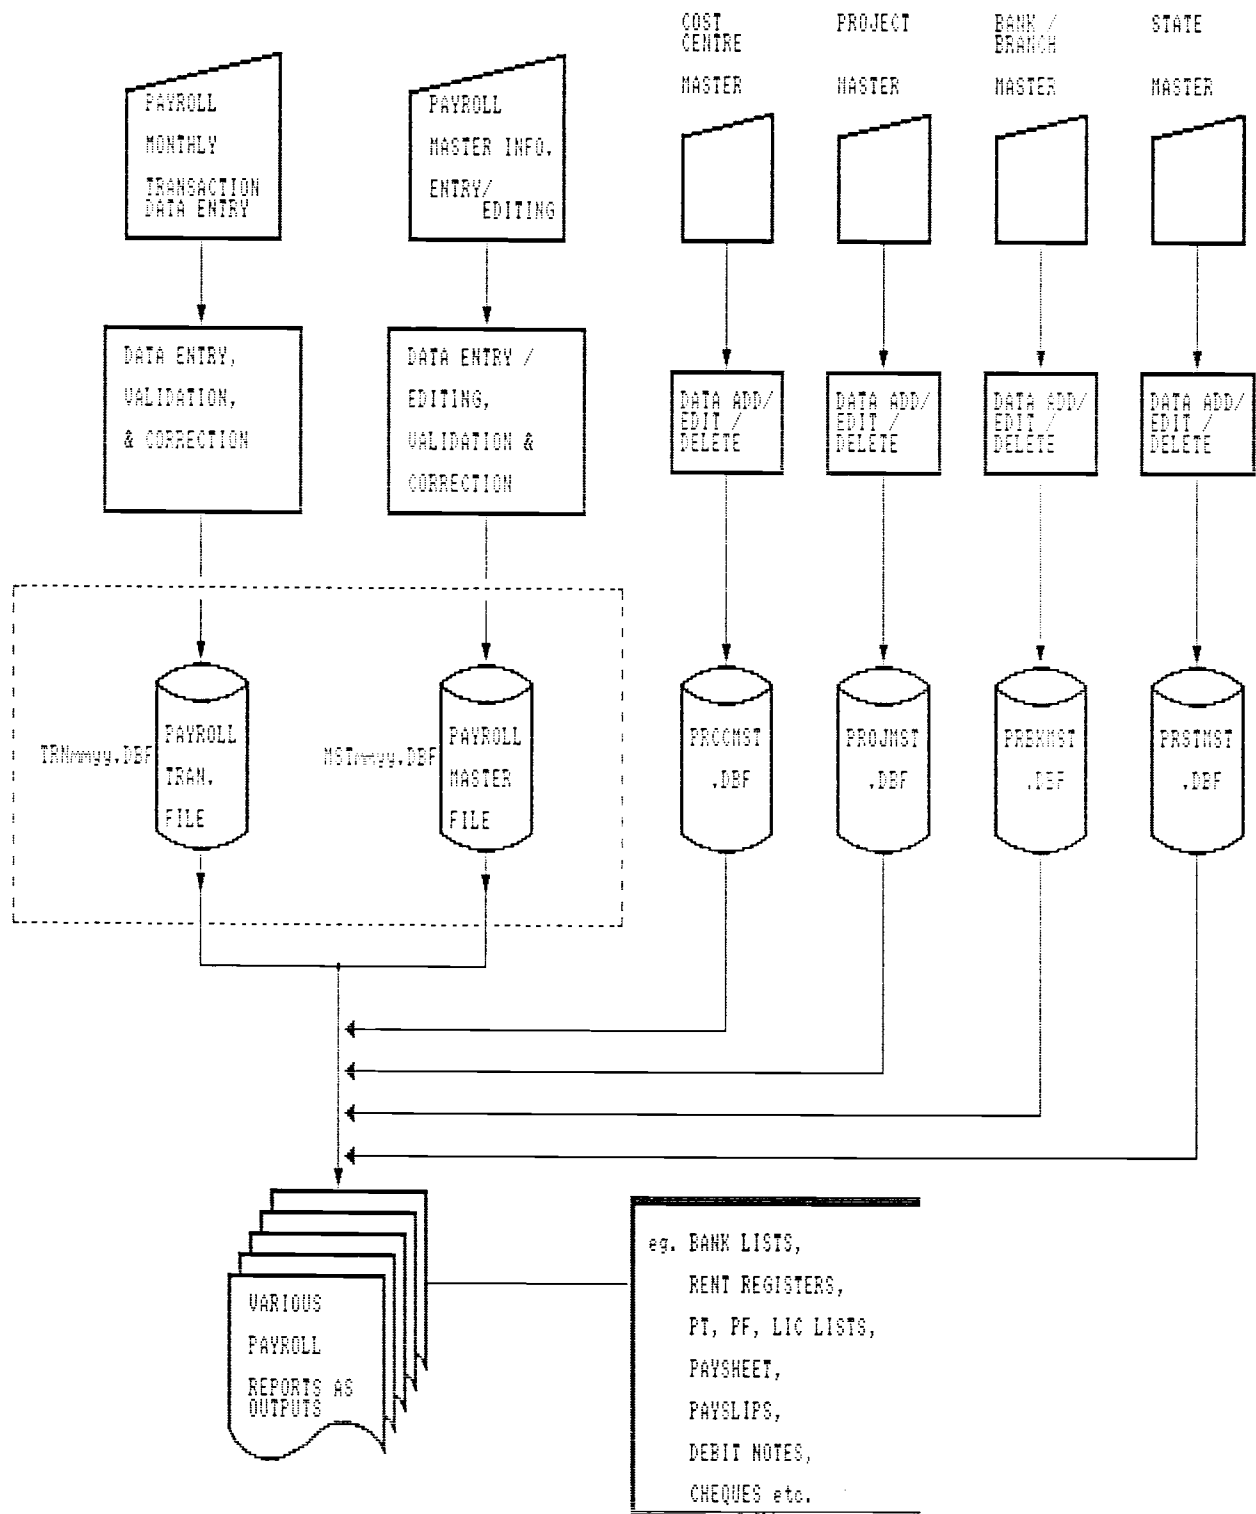 COST
CENTRE
MASTER
PROJECT
MASTER
BANK /
BRANCH
MASTER
STATE
MASTER
PAYROLL
MONTHLY
TRANSACTION
DATA ENTRY
PAYROLL
MASTER INFO.
ENTRY/
EDITING
DATA ENTRY,
VALIDATION,
& CORRECTION
DATA ENTRY /
EDITING,
VALIDATION &
CORRECTION
DATA ADD/
EDIT /
DELETE
DATA ADD/
EDIT /
DELETE
DATA ADD/
EDIT /
DELETE
DATA ADD/
EDIT /
DELETE
TRNmmyy.DBF
PAYROLL
TRAN.
FILE
MSTmmyy.DBF
PAYROLL
MASTER
FILE
PRCCMST
.DBF
PROJMST
.DBF
PRBKMST
.DBF
PRSTMST
.DBF
VARIOUS
PAYROLL
REPORTS AS
OUTPUTS
eg. BANK LISTS,
RENT REGISTERS,
PT, PF, LIC LISTS,
PAYSHEET,
PAYSLIPS,
DEBIT NOTES,
CHEQUES etc.